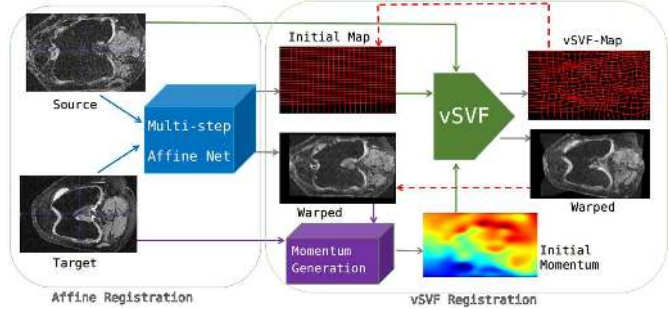 Initial Map
vSVF-Map
Source
Multi-step
Affine Net
vSVF
Warped
Warped
Target
Momentum
Generation
Initial
Momentum
Affine Registration
vSVF Registration